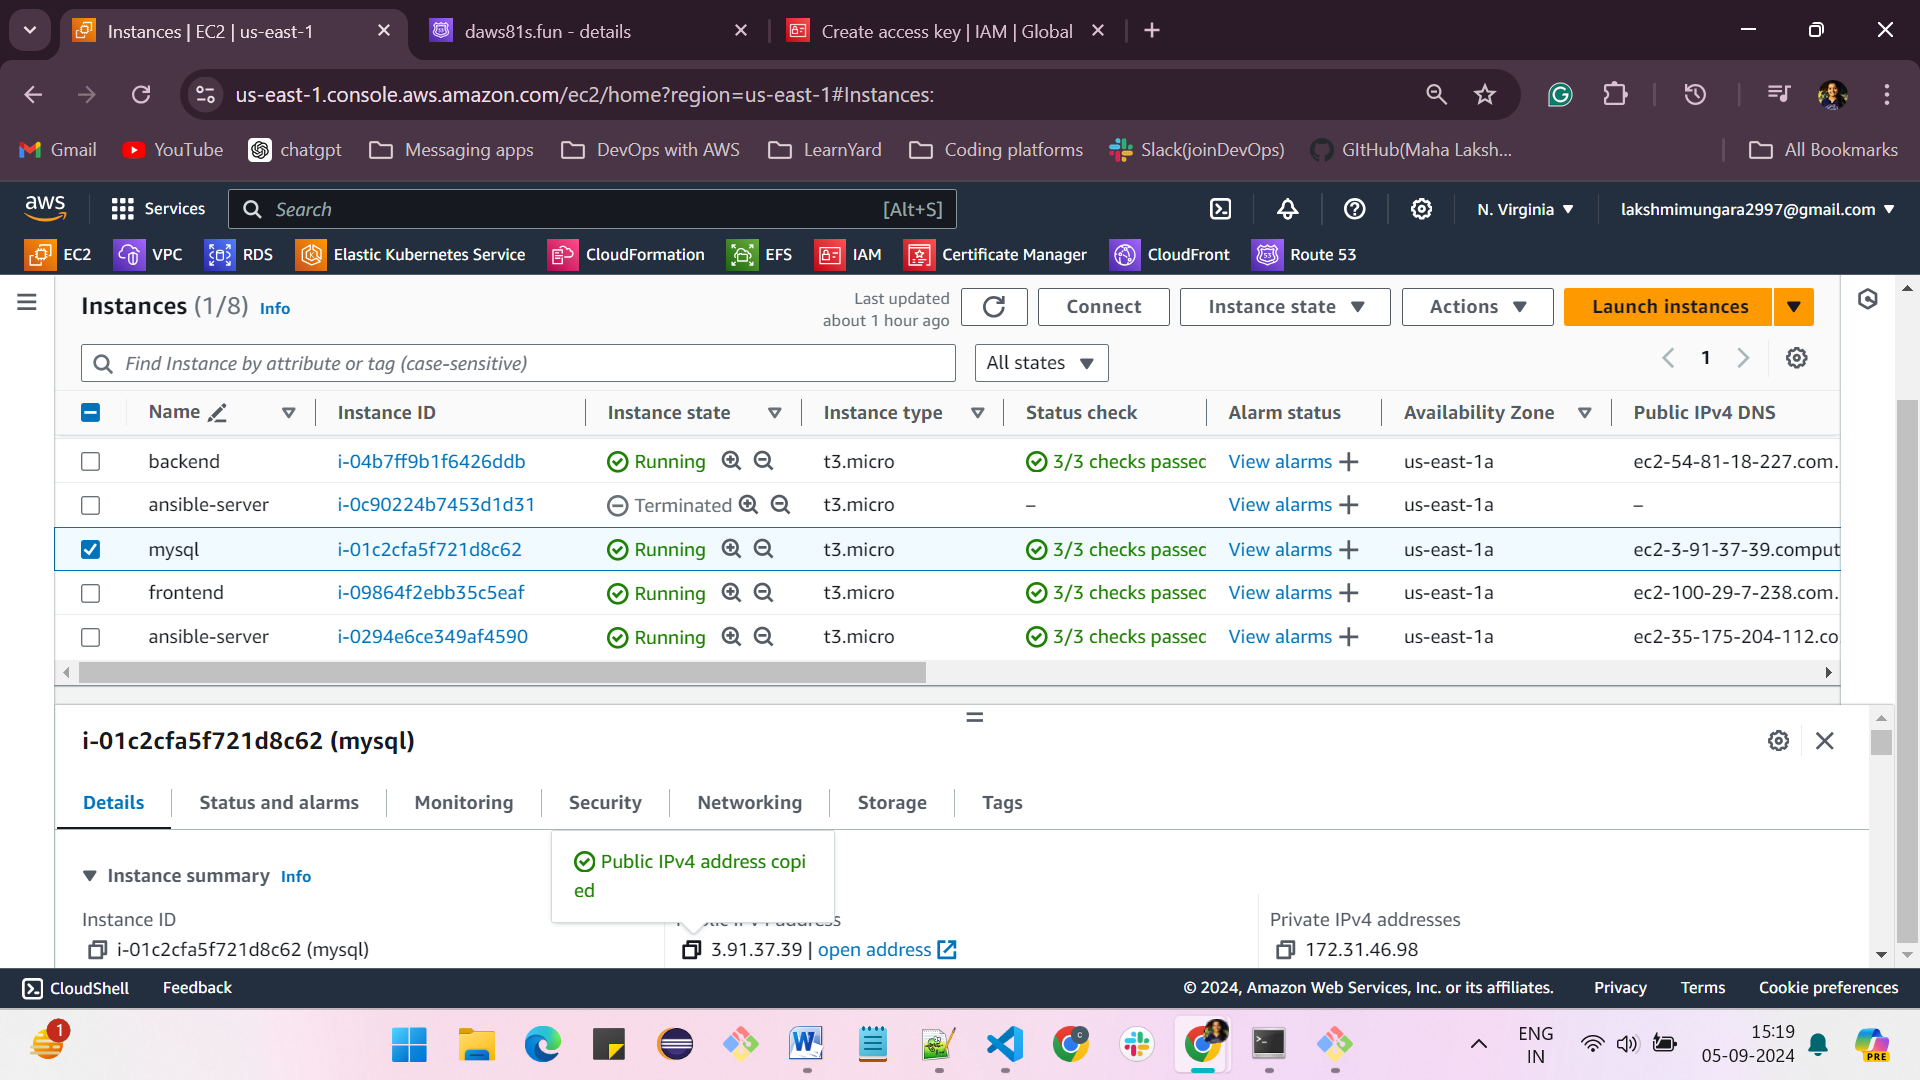 Instances | EC2 | us-east-1
daws81s.fun - details
Create access key | IAM | Global
us-east-1.console.aws.amazon.com/ec2/home?region=us-east-1#Instances:
Gmail
YouTube
chatgpt
Messaging apps
DevOps with AWS
LearnYard
Coding platforms
Slack(joinDevOps)
GItHub(Maha Laksh...
All Bookmarks
aws
Services
Search
[Alt+S]
N. Virginia
lakshmimungara2997@gmail.com
EC2
VPC
RDS
Elastic Kubernetes Service
CloudFormation
EFS
IAM
Certificate Manager
CloudFront
Route 53
Instances (1/8) Info
Last updated
about 1 hour ago
Connect
Instance state
Actions
Launch instances
Find Instance by attribute or tag (case-sensitive)
All states
1
Name
Instance ID
Instance state
Instance type
Status check
Alarm status
Availability Zone
Public IPv4 DNS
backend i-04b7ff9b1f6426ddb Running t3.micro 3/3 checks passed View alarms + us-east-1a ec2-54-81-18-227.com.
ansible-server i-0c90224b7453d1d31 Terminated t3.micro – View alarms + us-east-1a –
mysql i-01c2cfa5f721d8c62 Running t3.micro 3/3 checks passed View alarms + us-east-1a ec2-3-91-37-39.comput
frontend i-09864f2ebb35c5eaf Running t3.micro 3/3 checks passed View alarms + us-east-1a ec2-100-29-7-238.com.
ansible-server i-0294e6ce349af4590 Running t3.micro 3/3 checks passed View alarms + us-east-1a ec2-35-175-204-112.co
i-01c2cfa5f721d8c62 (mysql)
Details
Status and alarms
Monitoring
Security
Networking
Storage
Tags
Public IPv4 address copi
ed
Instance summary Info
Instance ID
i-01c2cfa5f721d8c62 (mysql)
address
3.91.37.39 | open address
Private IPv4 addresses
172.31.46.98
CloudShell
Feedback
© 2024, Amazon Web Services, Inc. or its affiliates.
Privacy
Terms
Cookie preferences
1
ENG
IN
15:19
05-09-2024
PRE